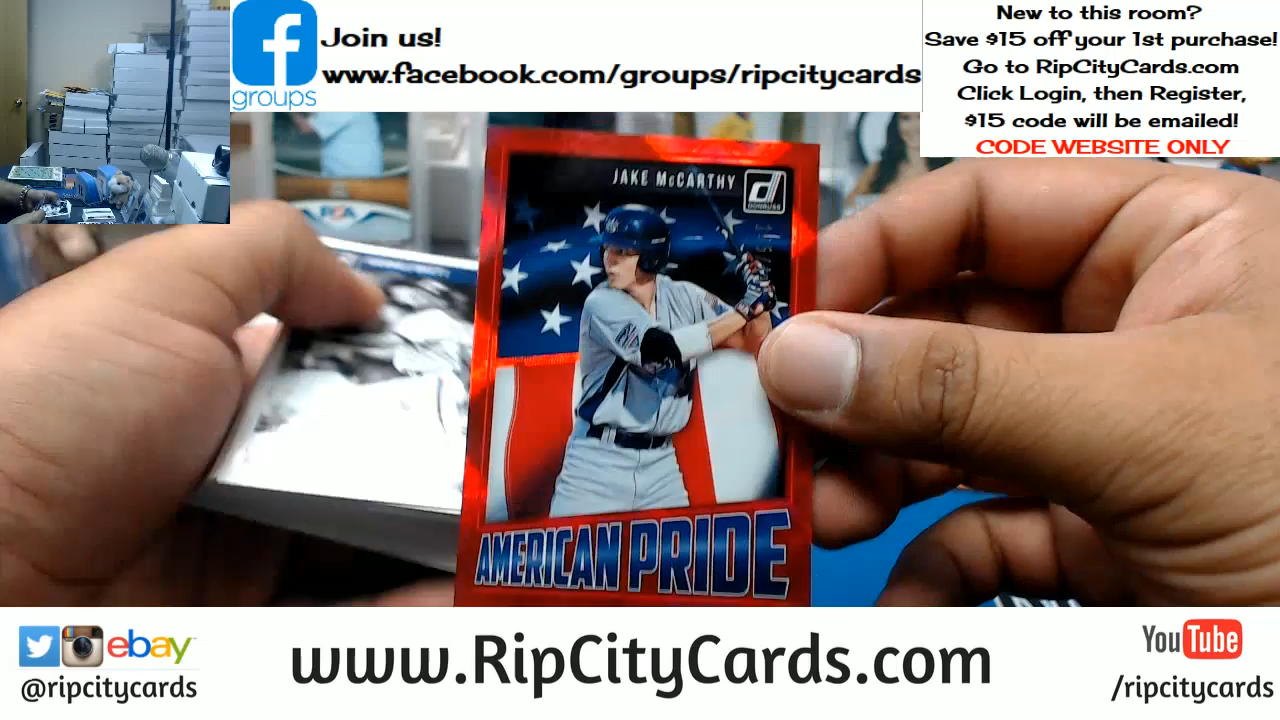 Join us!
www.facebook.com/groups/ripcitycards
groups
New to this room?
Save $15 off your 1st purchase!
Go to RipCityCards.com
Click Login, then Register,
$15 code will be emailed!
CODE WEBSITE ONLY
JAKE McCARTHY
DONRUSS
AMERICAN PRIDE
ebay
@ripcitycards
www.RipCityCards.com
YouTube
/ripcitycards